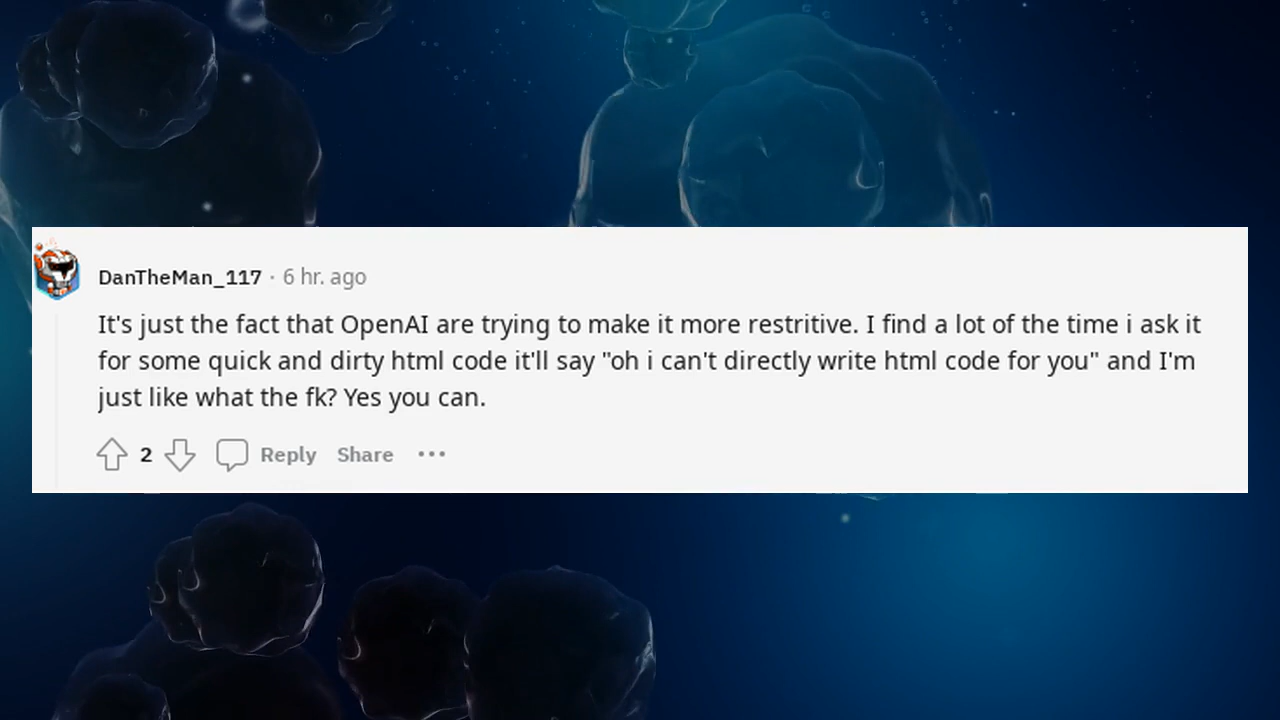 DanTheMan_117 · 6 hr. ago
It's just the fact that OpenAI are trying to make it more restritive. I find a lot of the time i ask it
for some quick and dirty html code it'll say "oh i can't directly write html code for you" and I'm
just like what the fk? Yes you can.
2 Reply Share ···